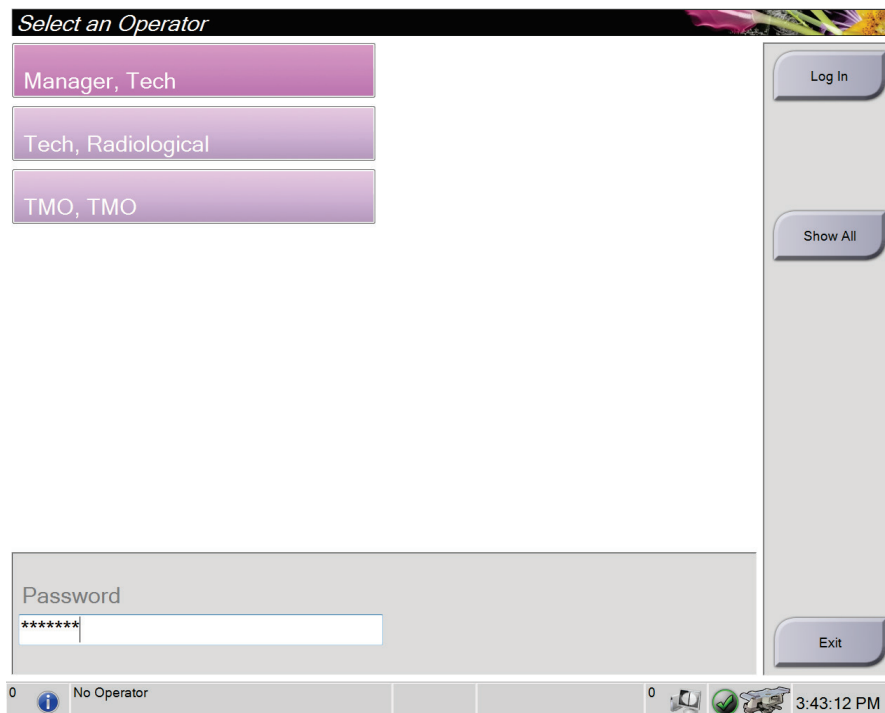 Select an Operator
Manager, Tech
Log In
Tech, Radiological
TMO, TMO
Show All
Password
*******
Exit
0
No Operator
0
3:43:12 PM